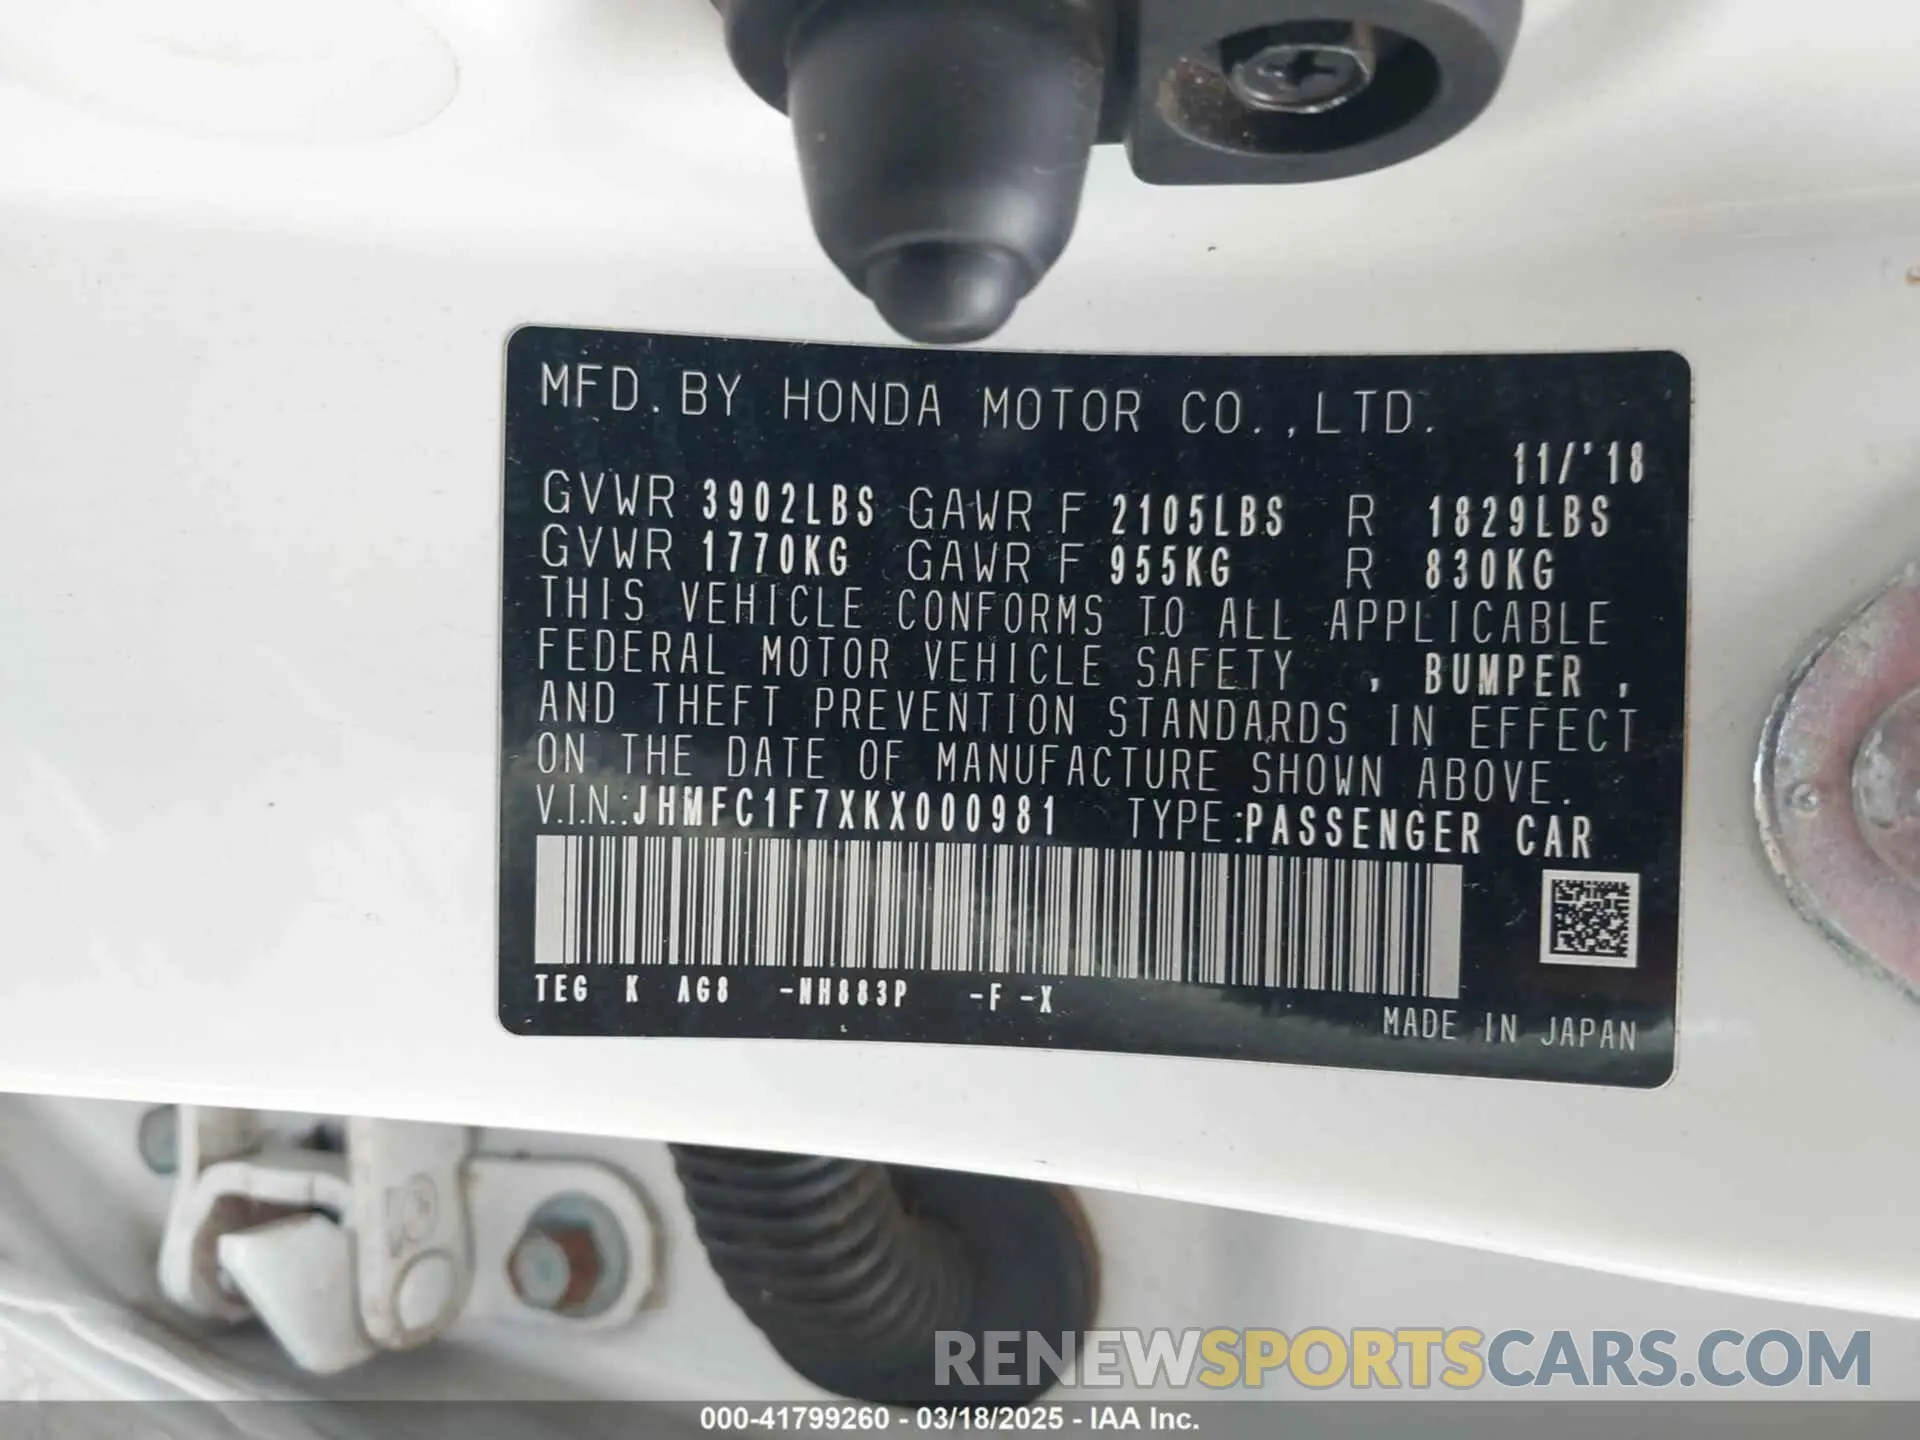 MFD. BY HONDA MOTOR CO.,LTD.
11/'18
GVWR 3902LBS GAWR F 2105LBS R 1829LBS
GVWR 1770KG GAWR F 955KG R 830KG
THIS VEHICLE CONFORMS TO ALL APPLICABLE
FEDERAL MOTOR VEHICLE SAFETY , BUMPER ,
AND THEFT PREVENTION STANDARDS IN EFFECT
ON THE DATE OF MANUFACTURE SHOWN ABOVE.
V.I.N.:JHMFC1F7XKX000981 TYPE:PASSENGER CAR
TEG K AG8 -NH883P -F -X
MADE IN JAPAN
RENEWSPORTSCARS.COM
000-41799260 - 03/18/2025 - IAA Inc.